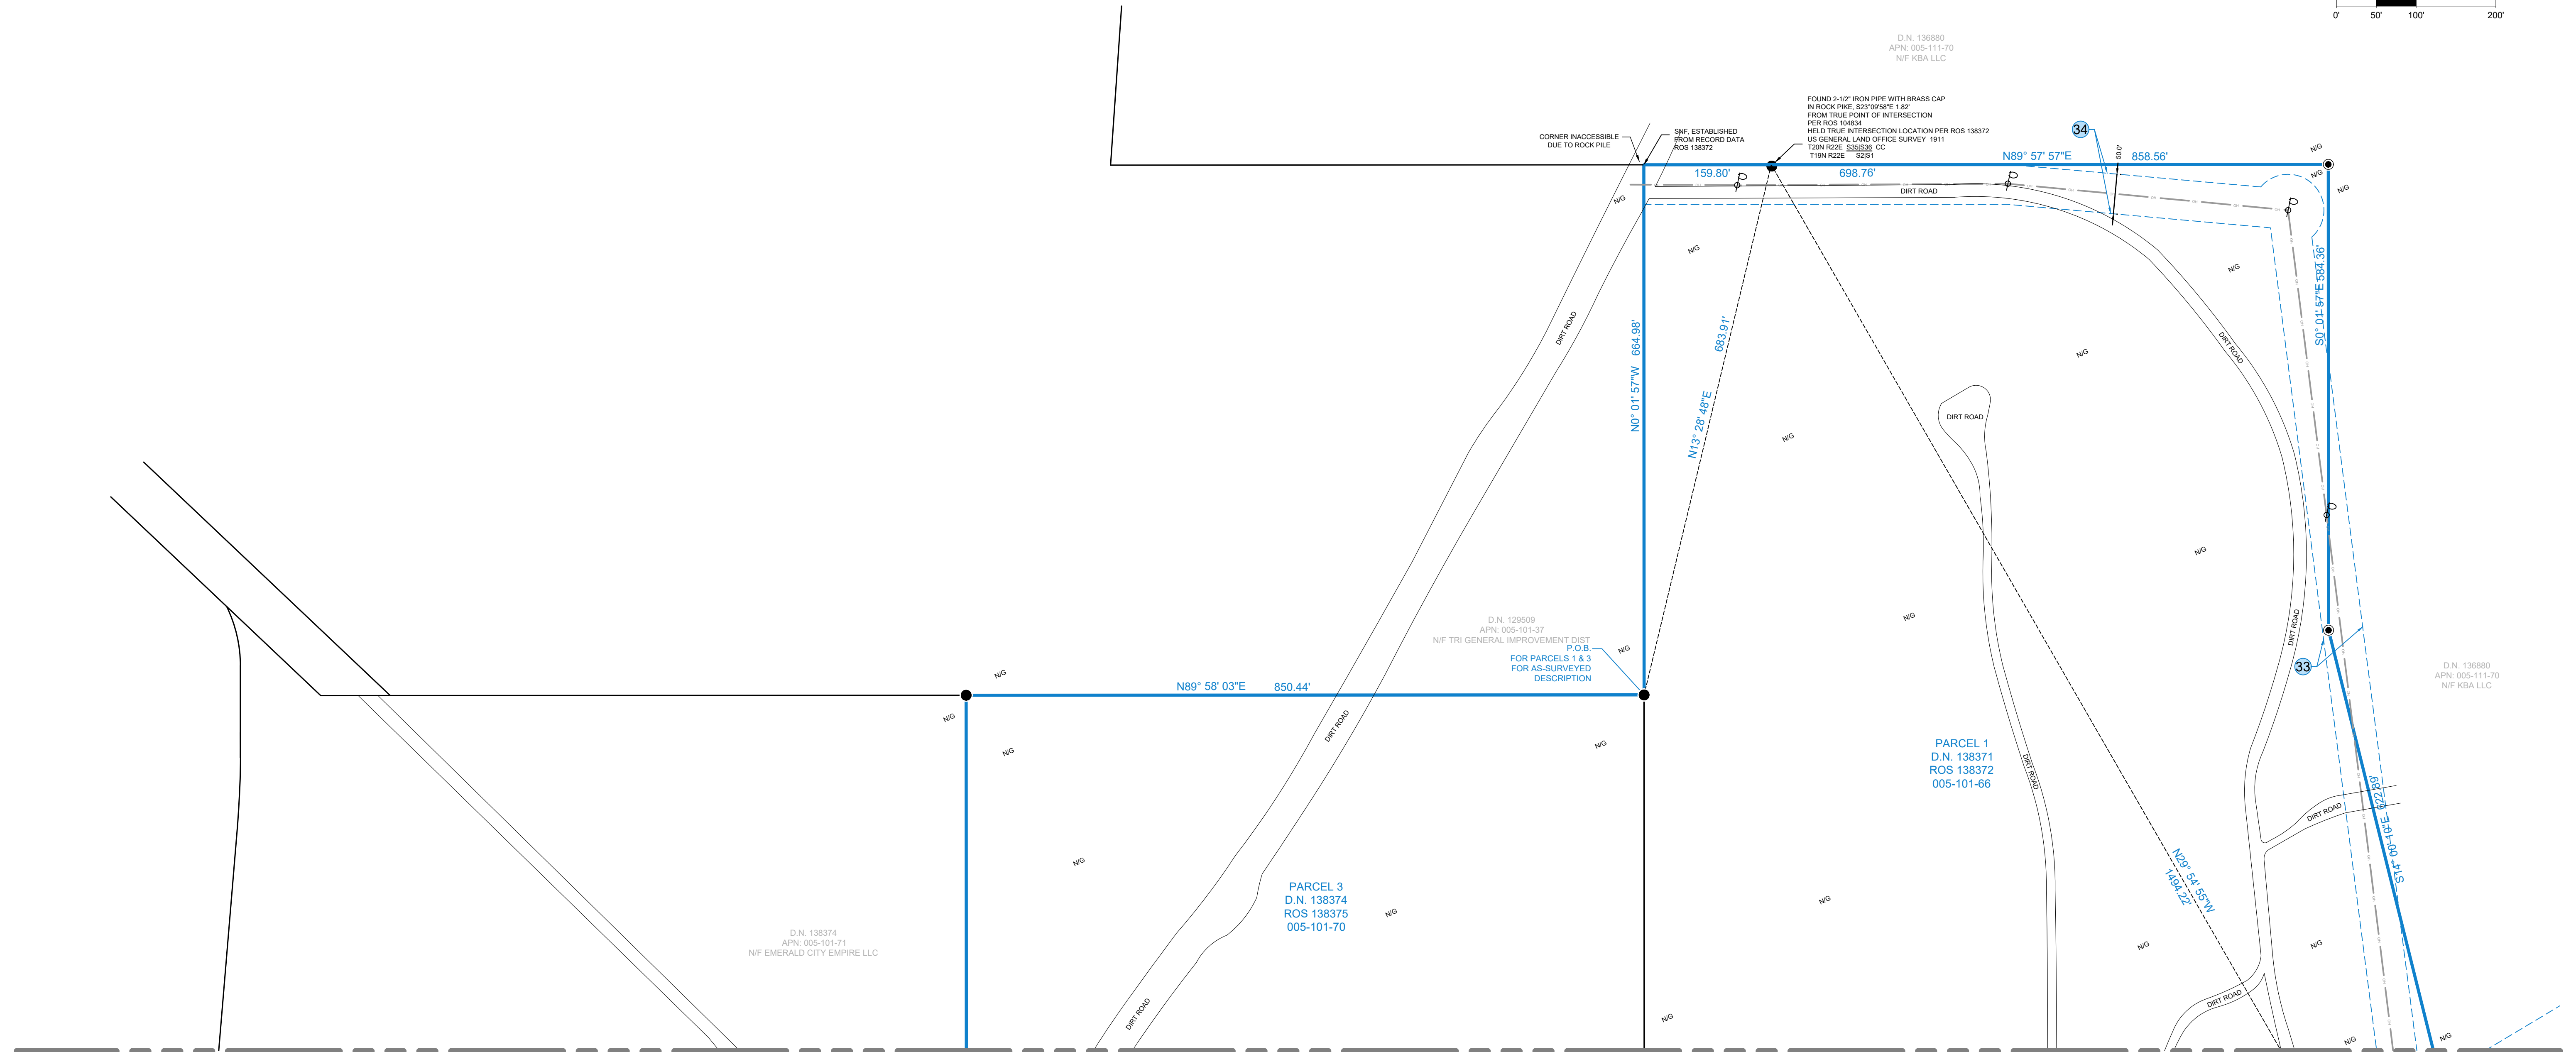 0' 50' 100' 200'
D.N. 136880
APN: 005-111-70
N/F KBA LLC
FOUND 2-1/2" IRON PIPE WITH BRASS CAP
IN ROCK PIKE, S23°09'58"E 1.82'
FROM TRUE POINT OF INTERSECTION
PER ROS 104834
HELD TRUE INTERSECTION LOCATION PER ROS 138372
US GENERAL LAND OFFICE SURVEY 1911
T20N R22E S35|S36 CC
T19N R22E S2|S1
CORNER INACCESSIBLE
DUE TO ROCK PILE
SNF, ESTABLISHED
FROM RECORD DATA
ROS 138372
34
N89° 57' 57"E 858.56'
50.0'
N/G
N/G
N/G
159.80'
698.76'
DIRT ROAD
N/G
N/G
N/G
S0° 01' 57"E 584.36'
DIRT ROAD
DIRT ROAD
N0° 01' 57"W 664.98'
683.91'
N13° 28' 48"E
N/G
DIRT ROAD
N/G
N/G
N/G
DIRT ROAD
D.N. 129509
APN: 005-101-37
N/F TRI GENERAL IMPROVEMENT DIST
P.O.B.
FOR PARCELS 1 & 3
FOR AS-SURVEYED
DESCRIPTION
N/G
33
D.N. 136880
APN: 005-111-70
N/F KBA LLC
N/G
N89° 58' 03"E 850.44'
N/G
N/G
N/G
DIRT ROAD
PARCEL 1
D.N. 138371
ROS 138372
005-101-66
DIRT ROAD
S14° 00' 10"E 622.89'
DIRT ROAD
N/G
PARCEL 3
D.N. 138374
ROS 138375
005-101-70
N/G
N/G
N29° 54' 55"W
1494.22'
D.N. 138374
APN: 005-101-71
N/F EMERALD CITY EMPIRE LLC
N/G
N/G
DIRT ROAD
DIRT ROAD
N/G
N/G
N/G